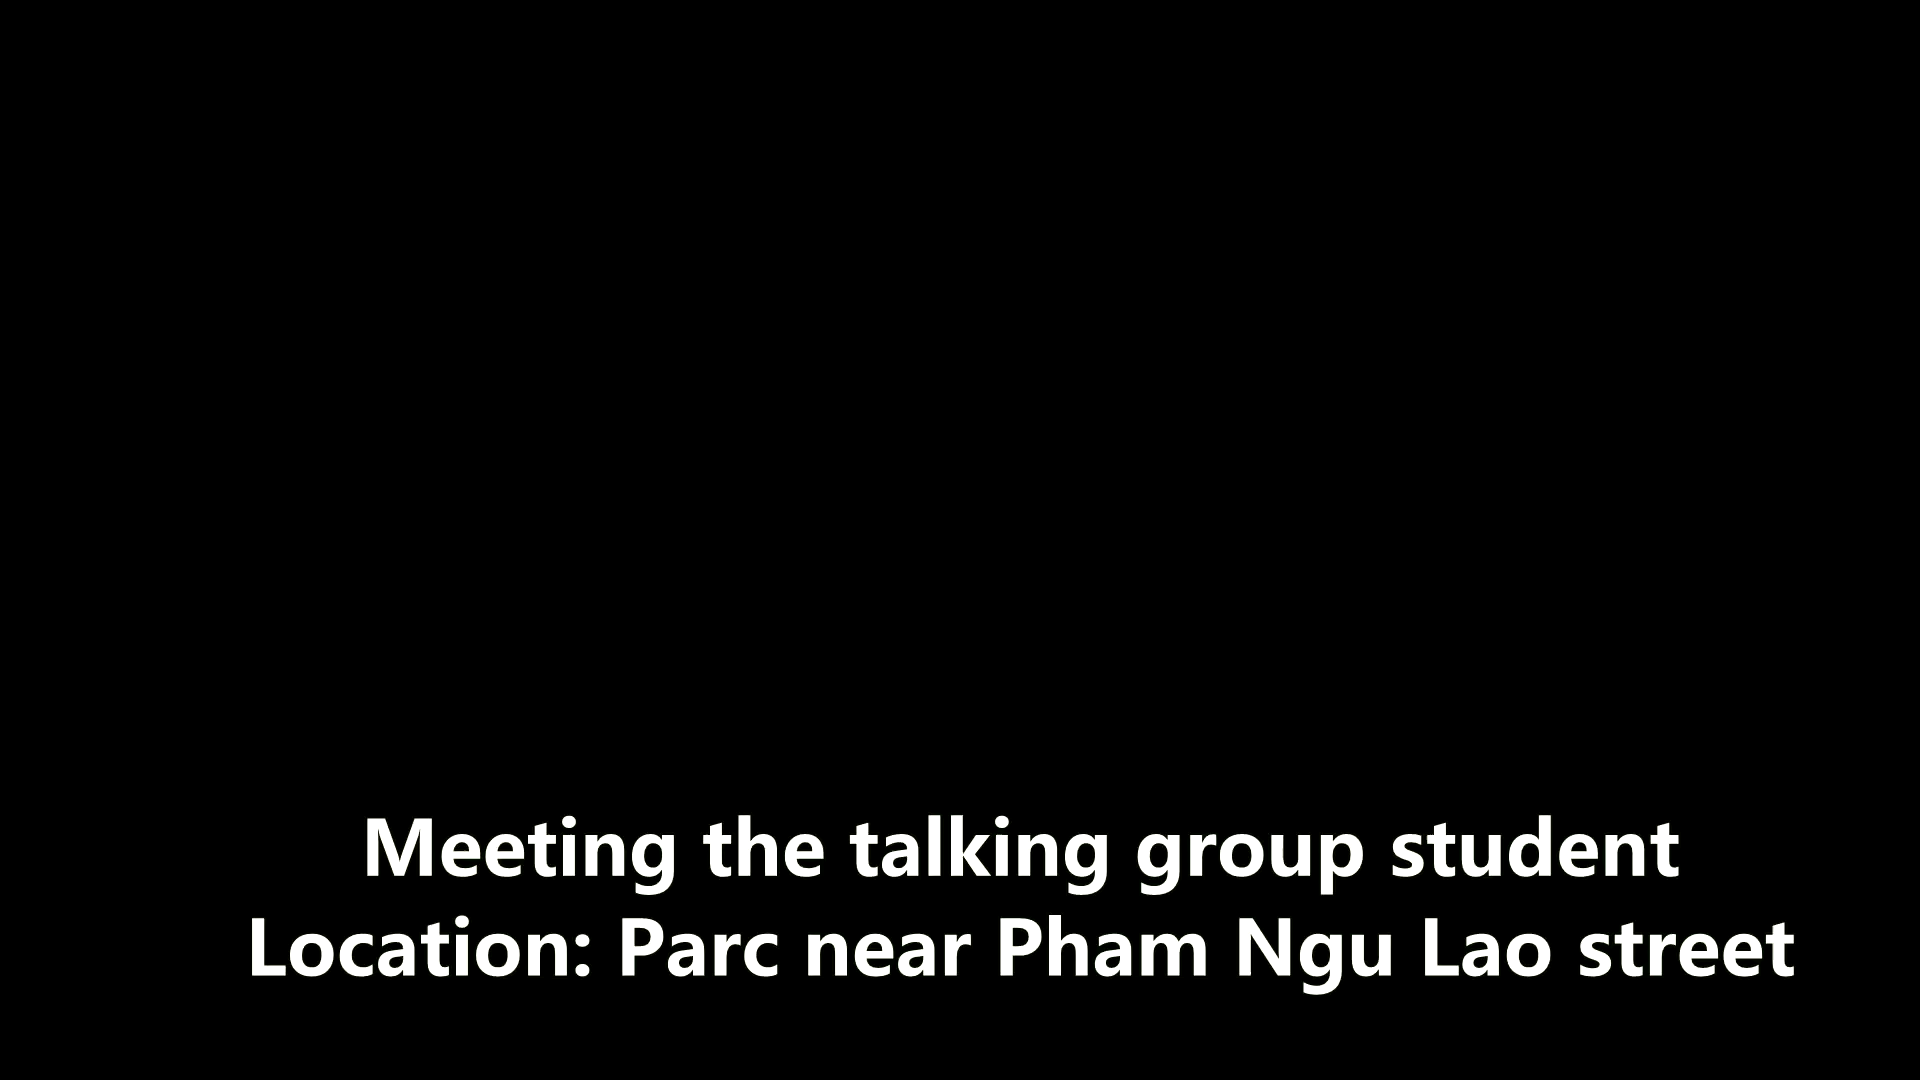 Meeting the talking group student
Location: Parc near Pham Ngu Lao street